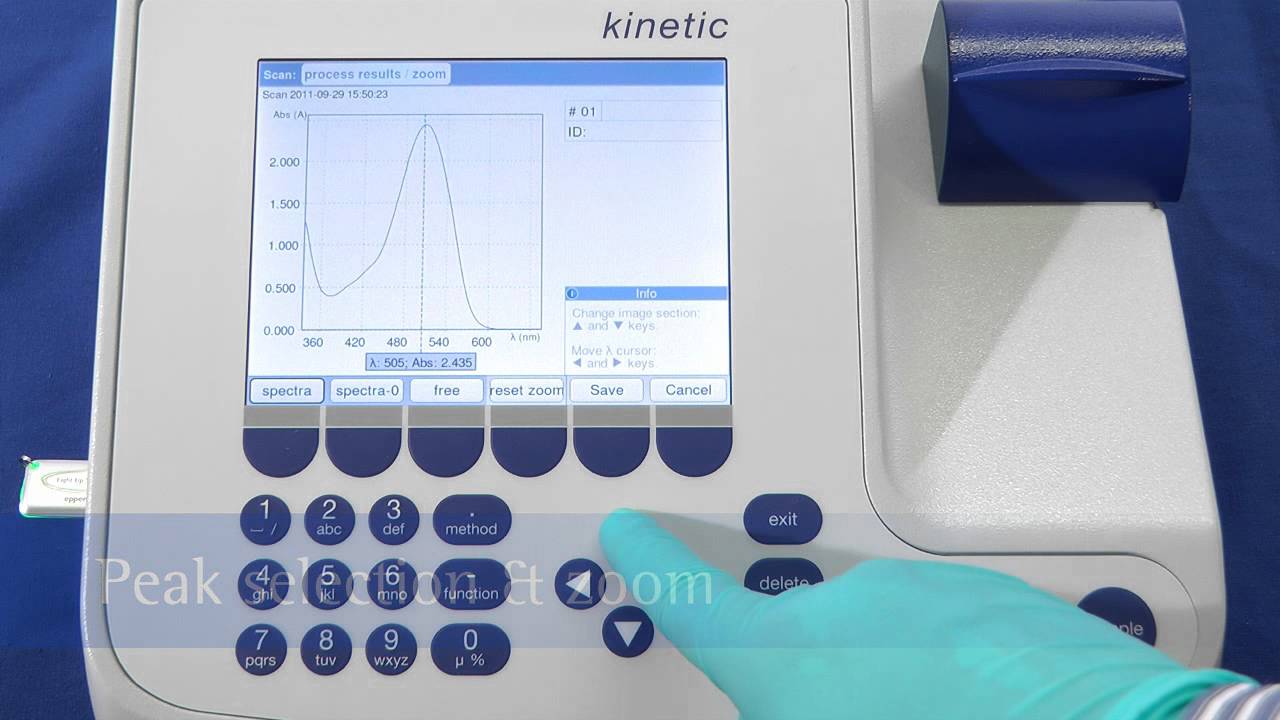 kinetic
Scan: process results / zoom
Scan 2011-09-29 15:50:23
Abs (A)
# 01
ID:
2.000
1.500
1.000
0.500
0.000
360 420 480 540 600 λ (nm)
λ: 505; Abs: 2.435
Info
Change image section:
▲ and ▼ keys.
Move λ cursor:
◄ and ► keys.
spectra spectra-0 free reset zoom Save Cancel
1 2 3 .
abc def method
exit
4 5 6 -
ghi jkl mno function
delete
Peak selection & zoom
7 8 9 0
pqrs tuv wxyz µ %